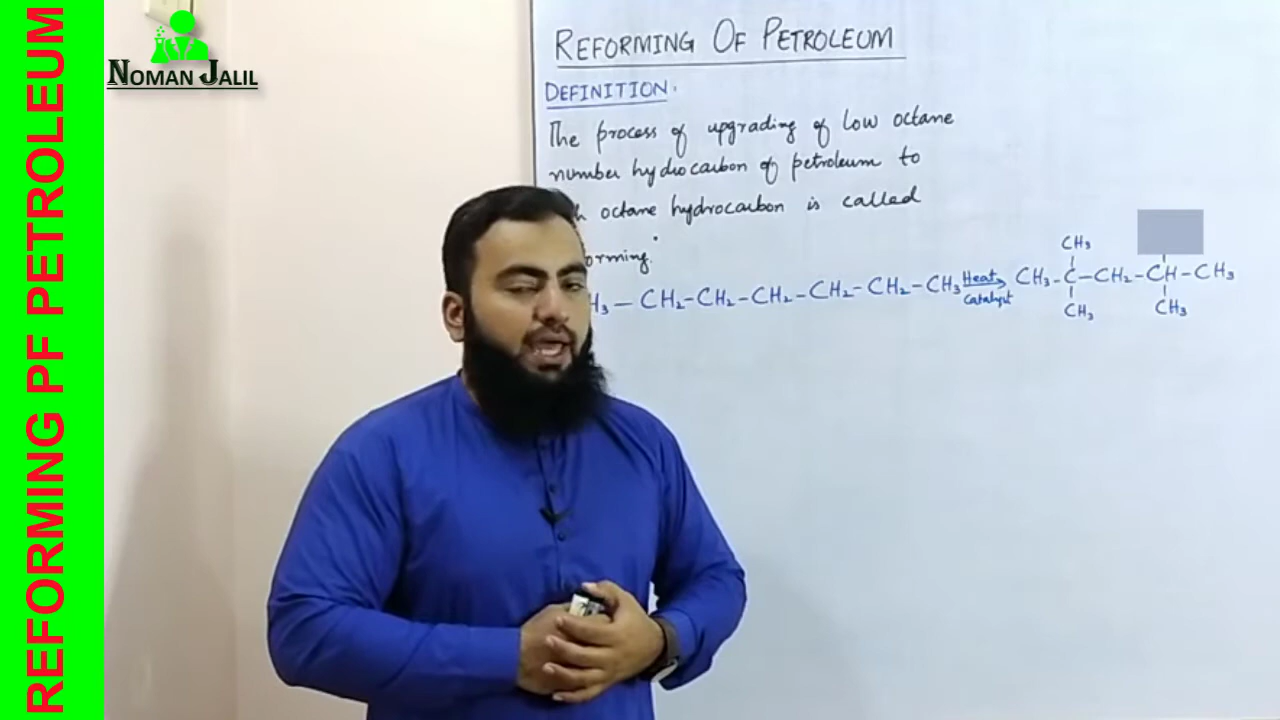 REFORMING PF PETROLEUM
NOMAN JALIL
REFORMING OF PETROLEUM
DEFINITION.
The process of upgrading of low octane
number hydrocarbon of petroleum to
octane hydrocarbon is called
CH₃
H₃ — CH₂-CH₂-CH₂-CH₂-CH₂-CH₃ Heat→ CH₃-C-CH₂-CH-CH₃
Catalyst
CH₃ CH₃